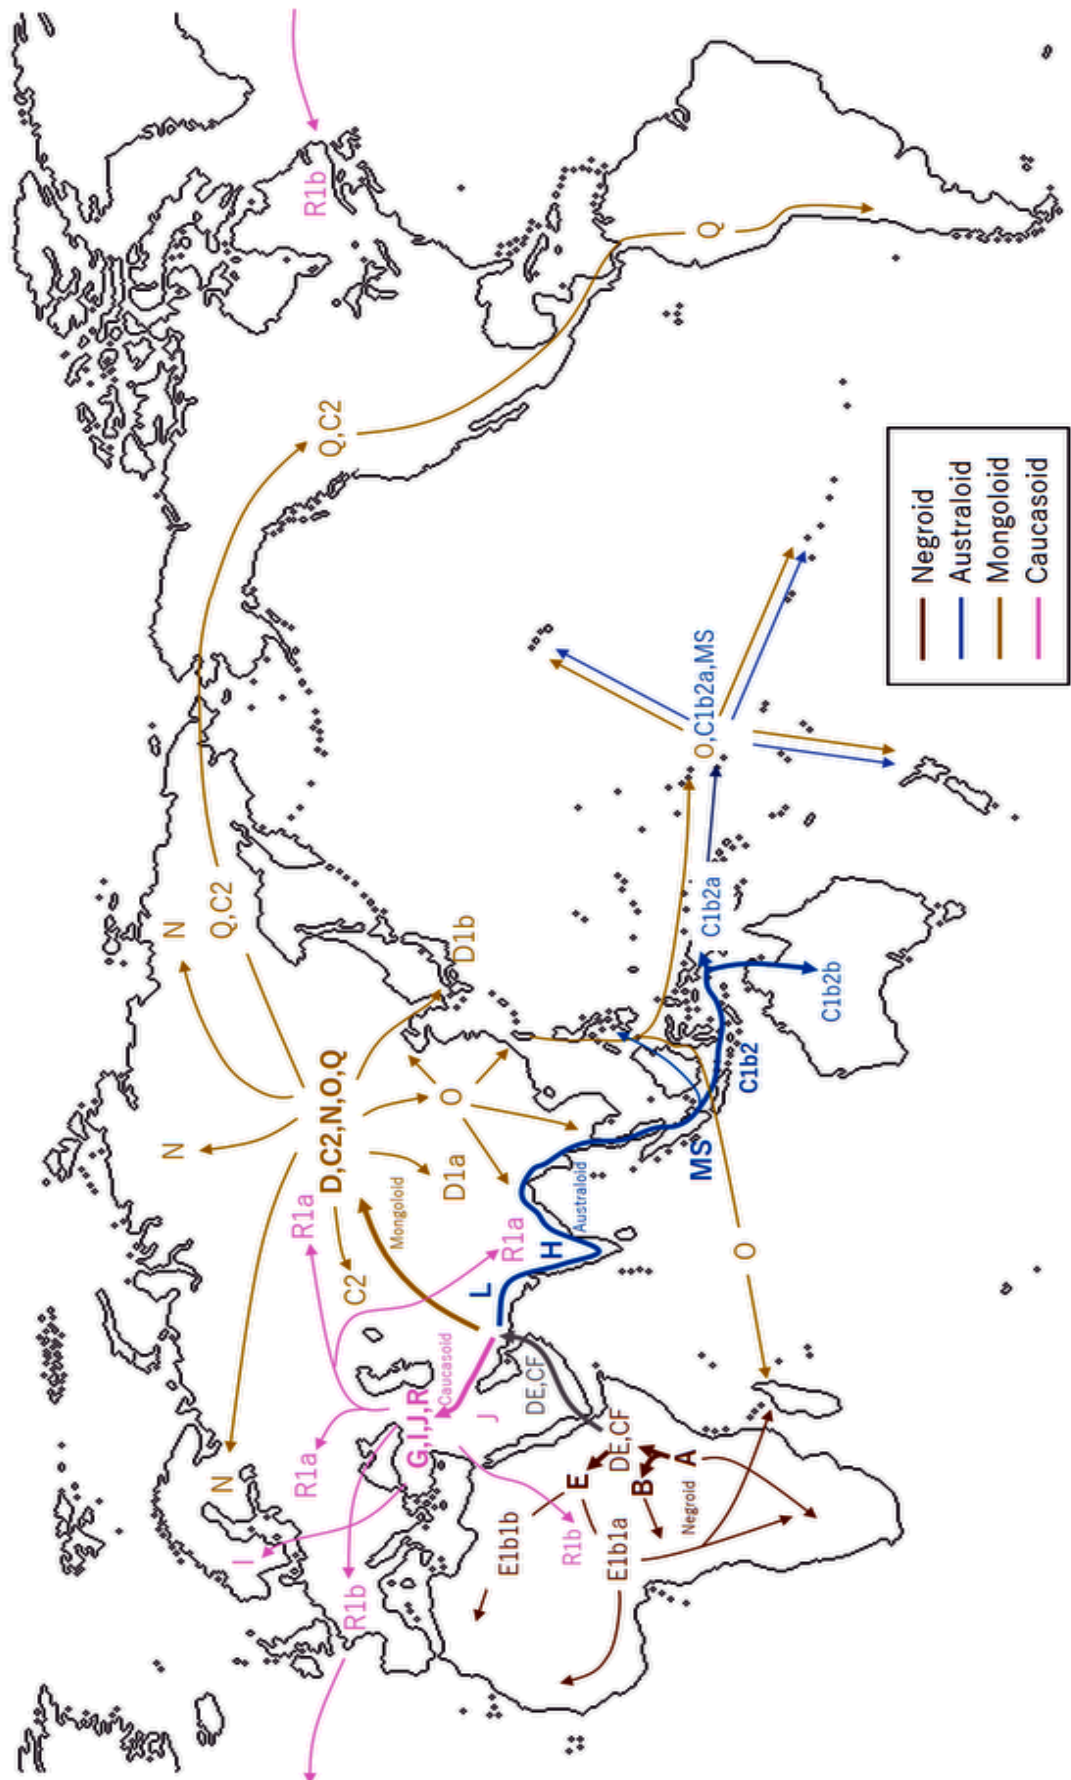 R1b
Q
Q,C2
Q,C2
N
N
N
D1b
D,C2,N,O,Q
O
D1a
C2
Mongoloid
R1a
R1a
R1a
G,I,J,R
Caucasoid
J
I
R1b
R1b
L
H
Australoid
MS
C1b2
C1b2a
C1b2b
O,C1b2a,MS
O
DE,CF
DE,CF
E
B
A
Negroid
E1b1b
E1b1a
Negroid
Australoid
Mongoloid
Caucasoid